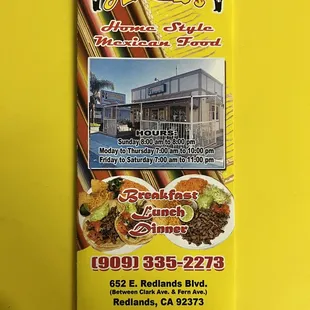 Home Style
Mexican Food
HOURS:
Sunday 8:00 am to 8:00 pm
Moday to Thursday 7:00 am to 10:00 pm
Friday to Saturday 7:00 am to 11:00 pm
Breakfast
Lunch
Dinner
(909) 335-2273
652 E. Redlands Blvd.
(Between Clark Ave. & Fern Ave.)
Redlands, CA 92373